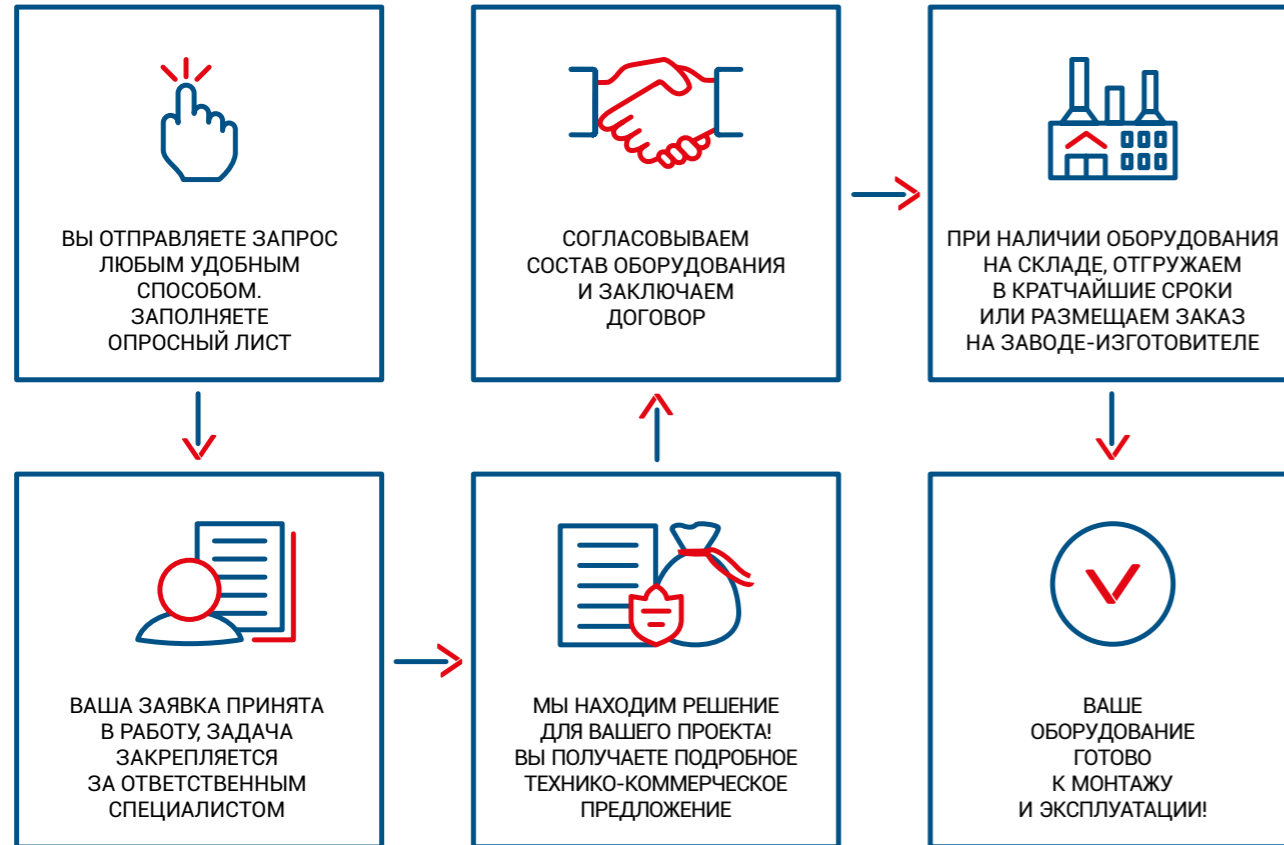 ВЫ ОТПРАВЛЯЕТЕ ЗАПРОС
ЛЮБЫМ УДОБНЫМ
СПОСОБОМ.
ЗАПОЛНЯЕТЕ
ОПРОСНЫЙ ЛИСТ
ВАША ЗАЯВКА ПРИНЯТА
В РАБОТУ, ЗАДАЧА
ЗАКРЕПЛЯЕТСЯ
ЗА ОТВЕТСТВЕННЫМ
СПЕЦИАЛИСТОМ
МЫ НАХОДИМ РЕШЕНИЕ
ДЛЯ ВАШЕГО ПРОЕКТА!
ВЫ ПОЛУЧАЕТЕ ПОДРОБНОЕ
ТЕХНИКО-КОММЕРЧЕСКОЕ
ПРЕДЛОЖЕНИЕ
СОГЛАСОВЫВАЕМ
СОСТАВ ОБОРУДОВАНИЯ
И ЗАКЛЮЧАЕМ
ДОГОВОР
ПРИ НАЛИЧИИ ОБОРУДОВАНИЯ
НА СКЛАДЕ, ОТГРУЖАЕМ
В КРАТЧАЙШИЕ СРОКИ
ИЛИ РАЗМЕЩАЕМ ЗАКАЗ
НА ЗАВОДЕ-ИЗГОТОВИТЕЛЕ
ВАШЕ
ОБОРУДОВАНИЕ
ГОТОВО
К МОНТАЖУ
И ЭКСПЛУАТАЦИИ!